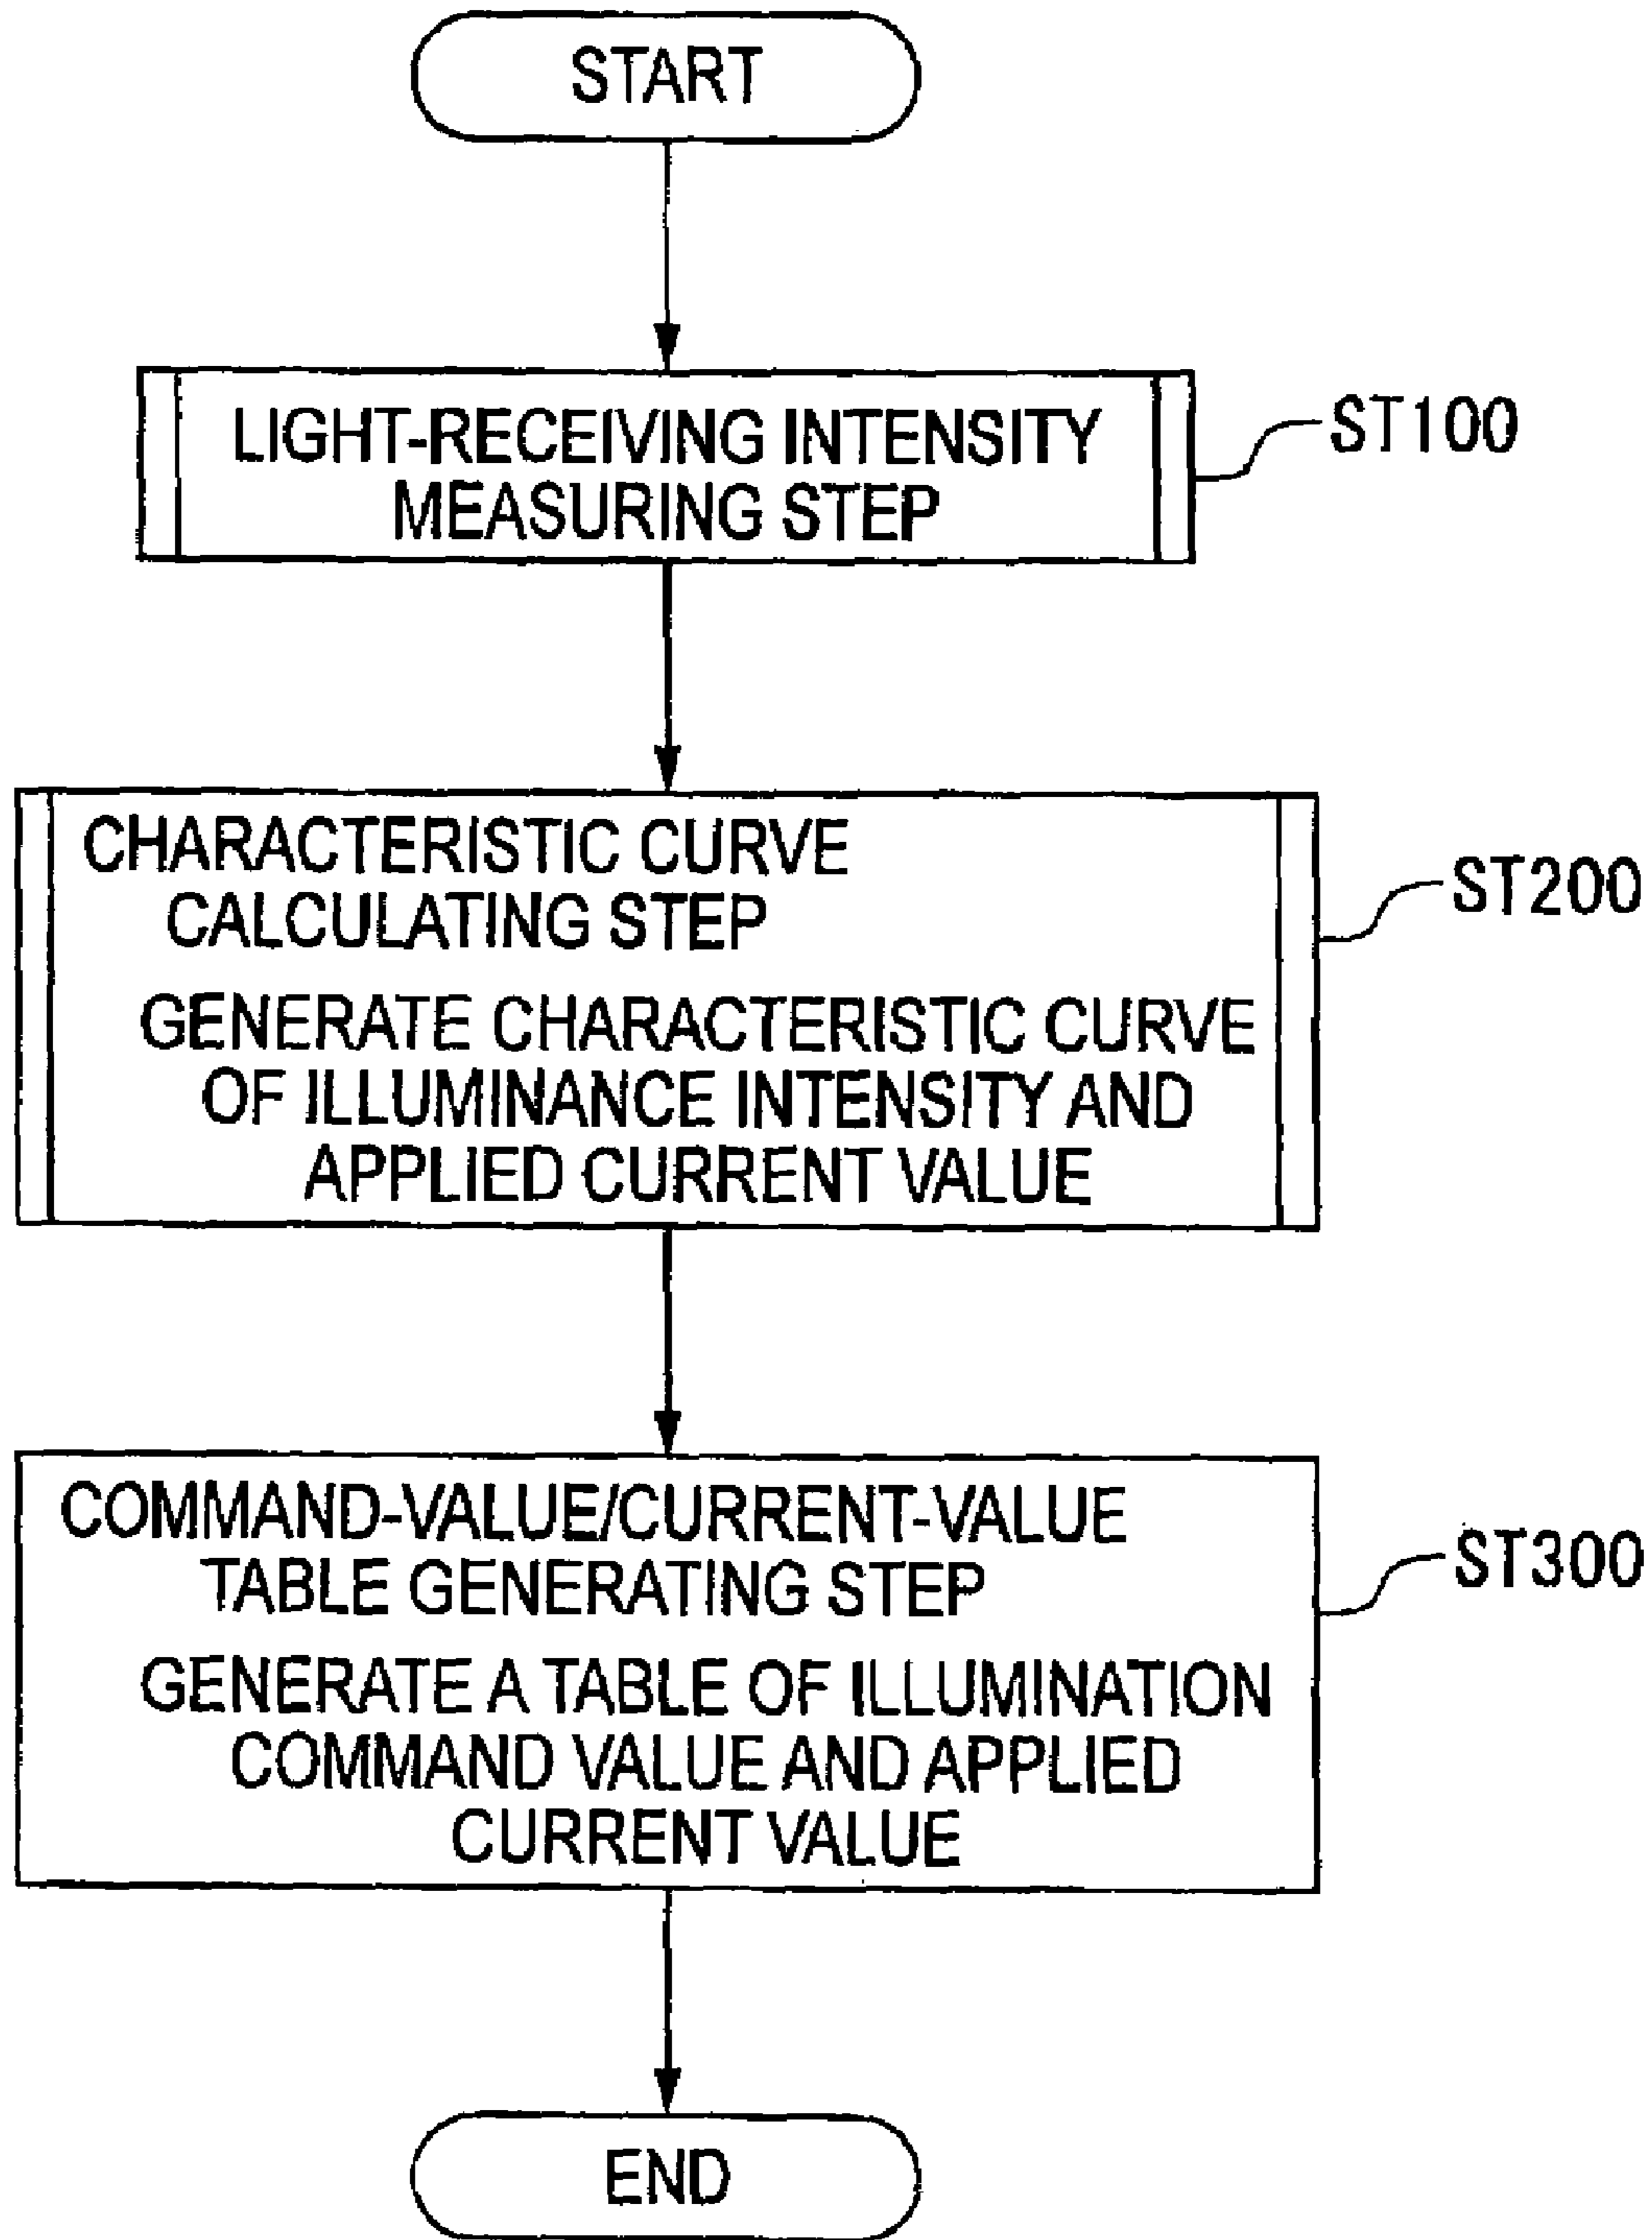 START
LIGHT-RECEIVING INTENSITY
MEASURING STEP
ST100
CHARACTERISTIC CURVE
CALCULATING STEP
GENERATE CHARACTERISTIC CURVE
OF ILLUMINANCE INTENSITY AND
APPLIED CURRENT VALUE
ST200
COMMAND-VALUE/CURRENT-VALUE
TABLE GENERATING STEP
GENERATE A TABLE OF ILLUMINATION
COMMAND VALUE AND APPLIED
CURRENT VALUE
ST300
END